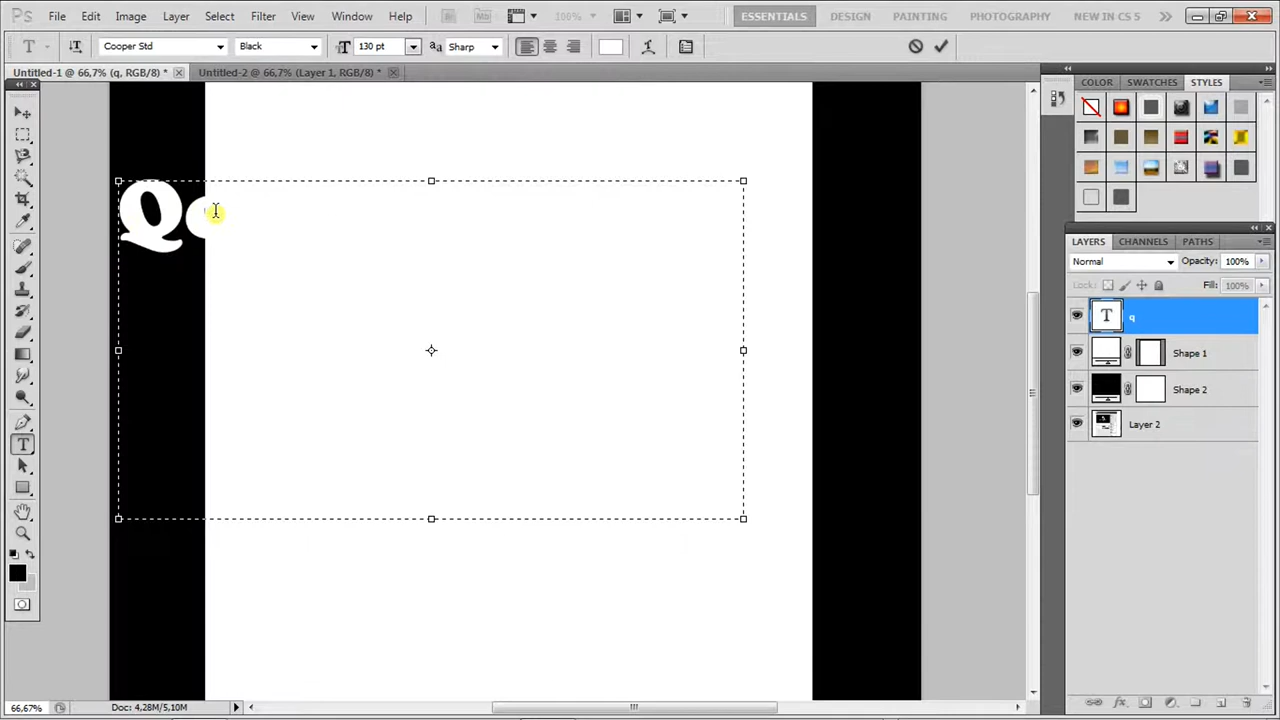 Ps File Edit Image Layer Select Filter View Window Help Br Mb 66% ESSENTIALS DESIGN PAINTING PHOTOGRAPHY NEW IN CS 5
T Cooper Std Black 130 pt Sharp
Untitled-1 @ 66,7% (q, RGB/8) * Untitled-2 @ 66,7% (Layer 1, RGB/8) *
COLOR SWATCHES STYLES
Q
LAYERS CHANNELS PATHS
Normal Opacity: 100%
Lock: Fill: 100%
T q
Shape 1
Shape 2
Layer 2
T
66,67% Doc: 4,28M/5,10M